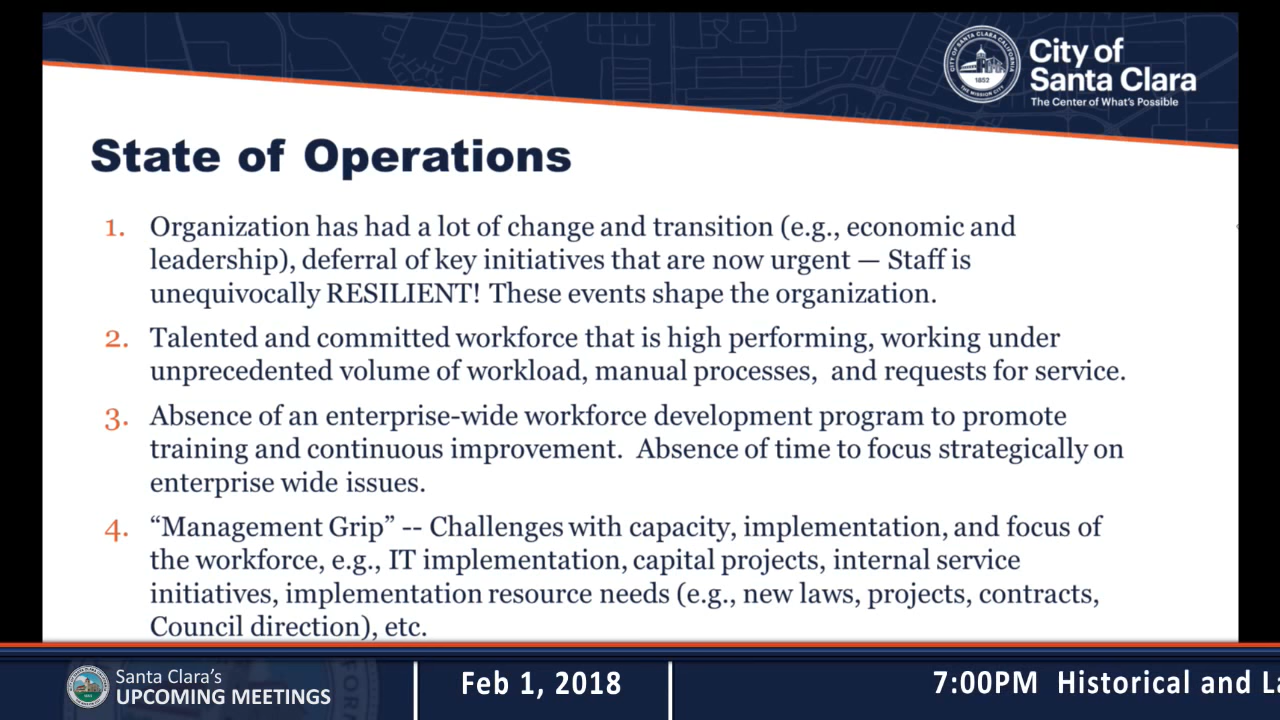 City of
Santa Clara
The Center of What's Possible
1852
State of Operations
1. Organization has had a lot of change and transition (e.g., economic and
leadership), deferral of key initiatives that are now urgent — Staff is
unequivocally RESILIENT! These events shape the organization.
2. Talented and committed workforce that is high performing, working under
unprecedented volume of workload, manual processes,  and requests for service.
3. Absence of an enterprise-wide workforce development program to promote
training and continuous improvement.  Absence of time to focus strategically on
enterprise wide issues.
4. “Management Grip” -- Challenges with capacity, implementation, and focus of
the workforce, e.g., IT implementation, capital projects, internal service
initiatives, implementation resource needs (e.g., new laws, projects, contracts,
Council direction), etc.
Santa Clara's
UPCOMING MEETINGS
Feb 1, 2018
7:00PM  Historical and La